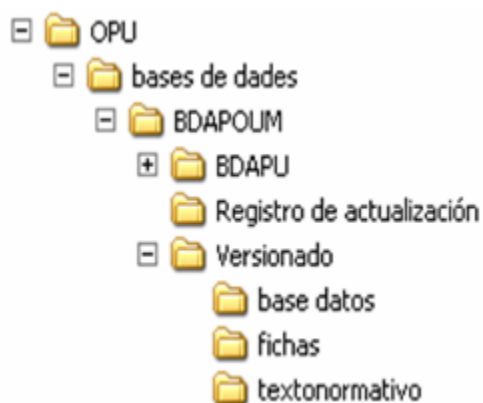 OPU
bases de dades
BDAPOUM
BDAPU
Registro de actualización
Versionado
base datos
fichas
textonormativo